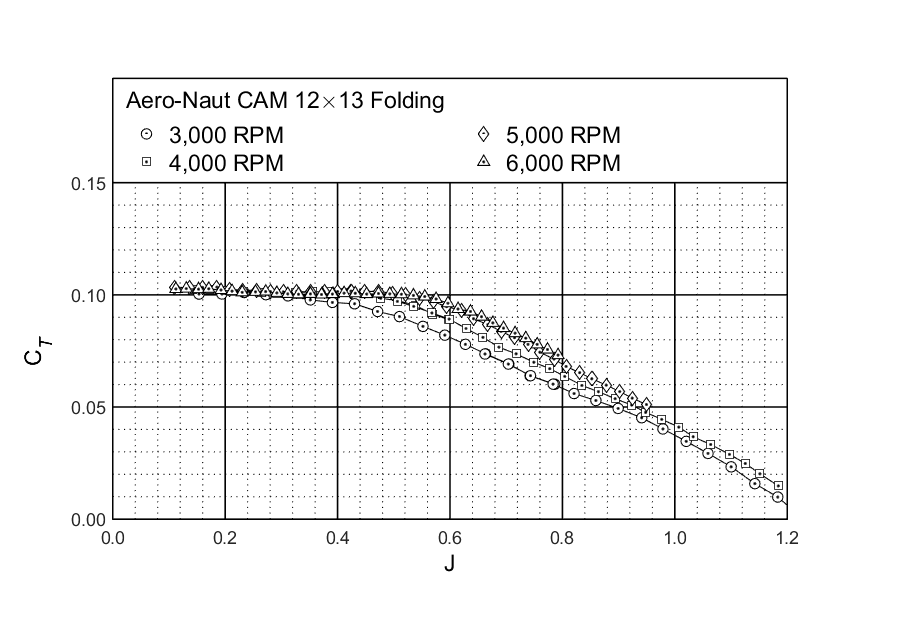 Aero-Naut CAM 12×13 Folding
3,000 RPM
4,000 RPM
5,000 RPM
6,000 RPM
0.15
0.10
0.05
0.00
C_T
0.0 0.2 0.4 0.6 0.8 1.0 1.2
J